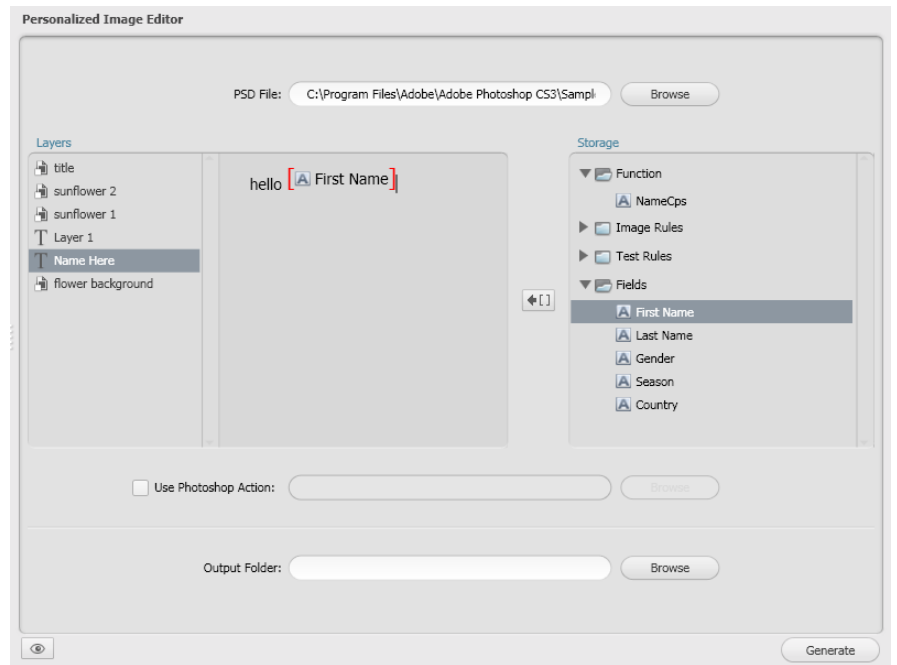 Personalized Image Editor
PSD File: C:\Program Files\Adobe\Adobe Photoshop CS3\Sampl Browse
Layers
title
sunflower 2
sunflower 1
T Layer 1
T Name Here
flower background
hello [A First Name]
[]
Storage
Function
A NameCps
Image Rules
Test Rules
Fields
A First Name
A Last Name
A Gender
A Season
A Country
Use Photoshop Action: Browse
Output Folder: Browse
Generate